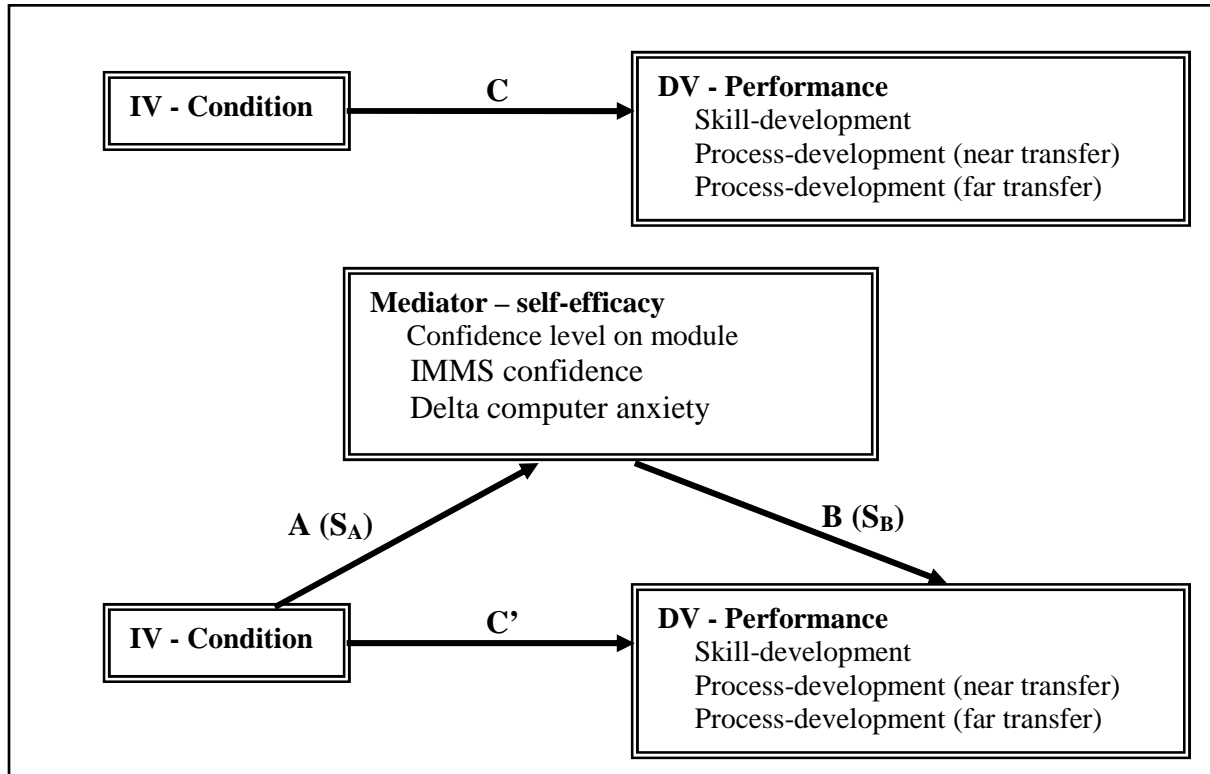 C
IV - Condition
DV - Performance
Skill-development
Process-development (near transfer)
Process-development (far transfer)
Mediator – self-efficacy
Confidence level on module
IMMS confidence
Delta computer anxiety
A (SA)
B (SB)
IV - Condition
C’
DV - Performance
Skill-development
Process-development (near transfer)
Process-development (far transfer)